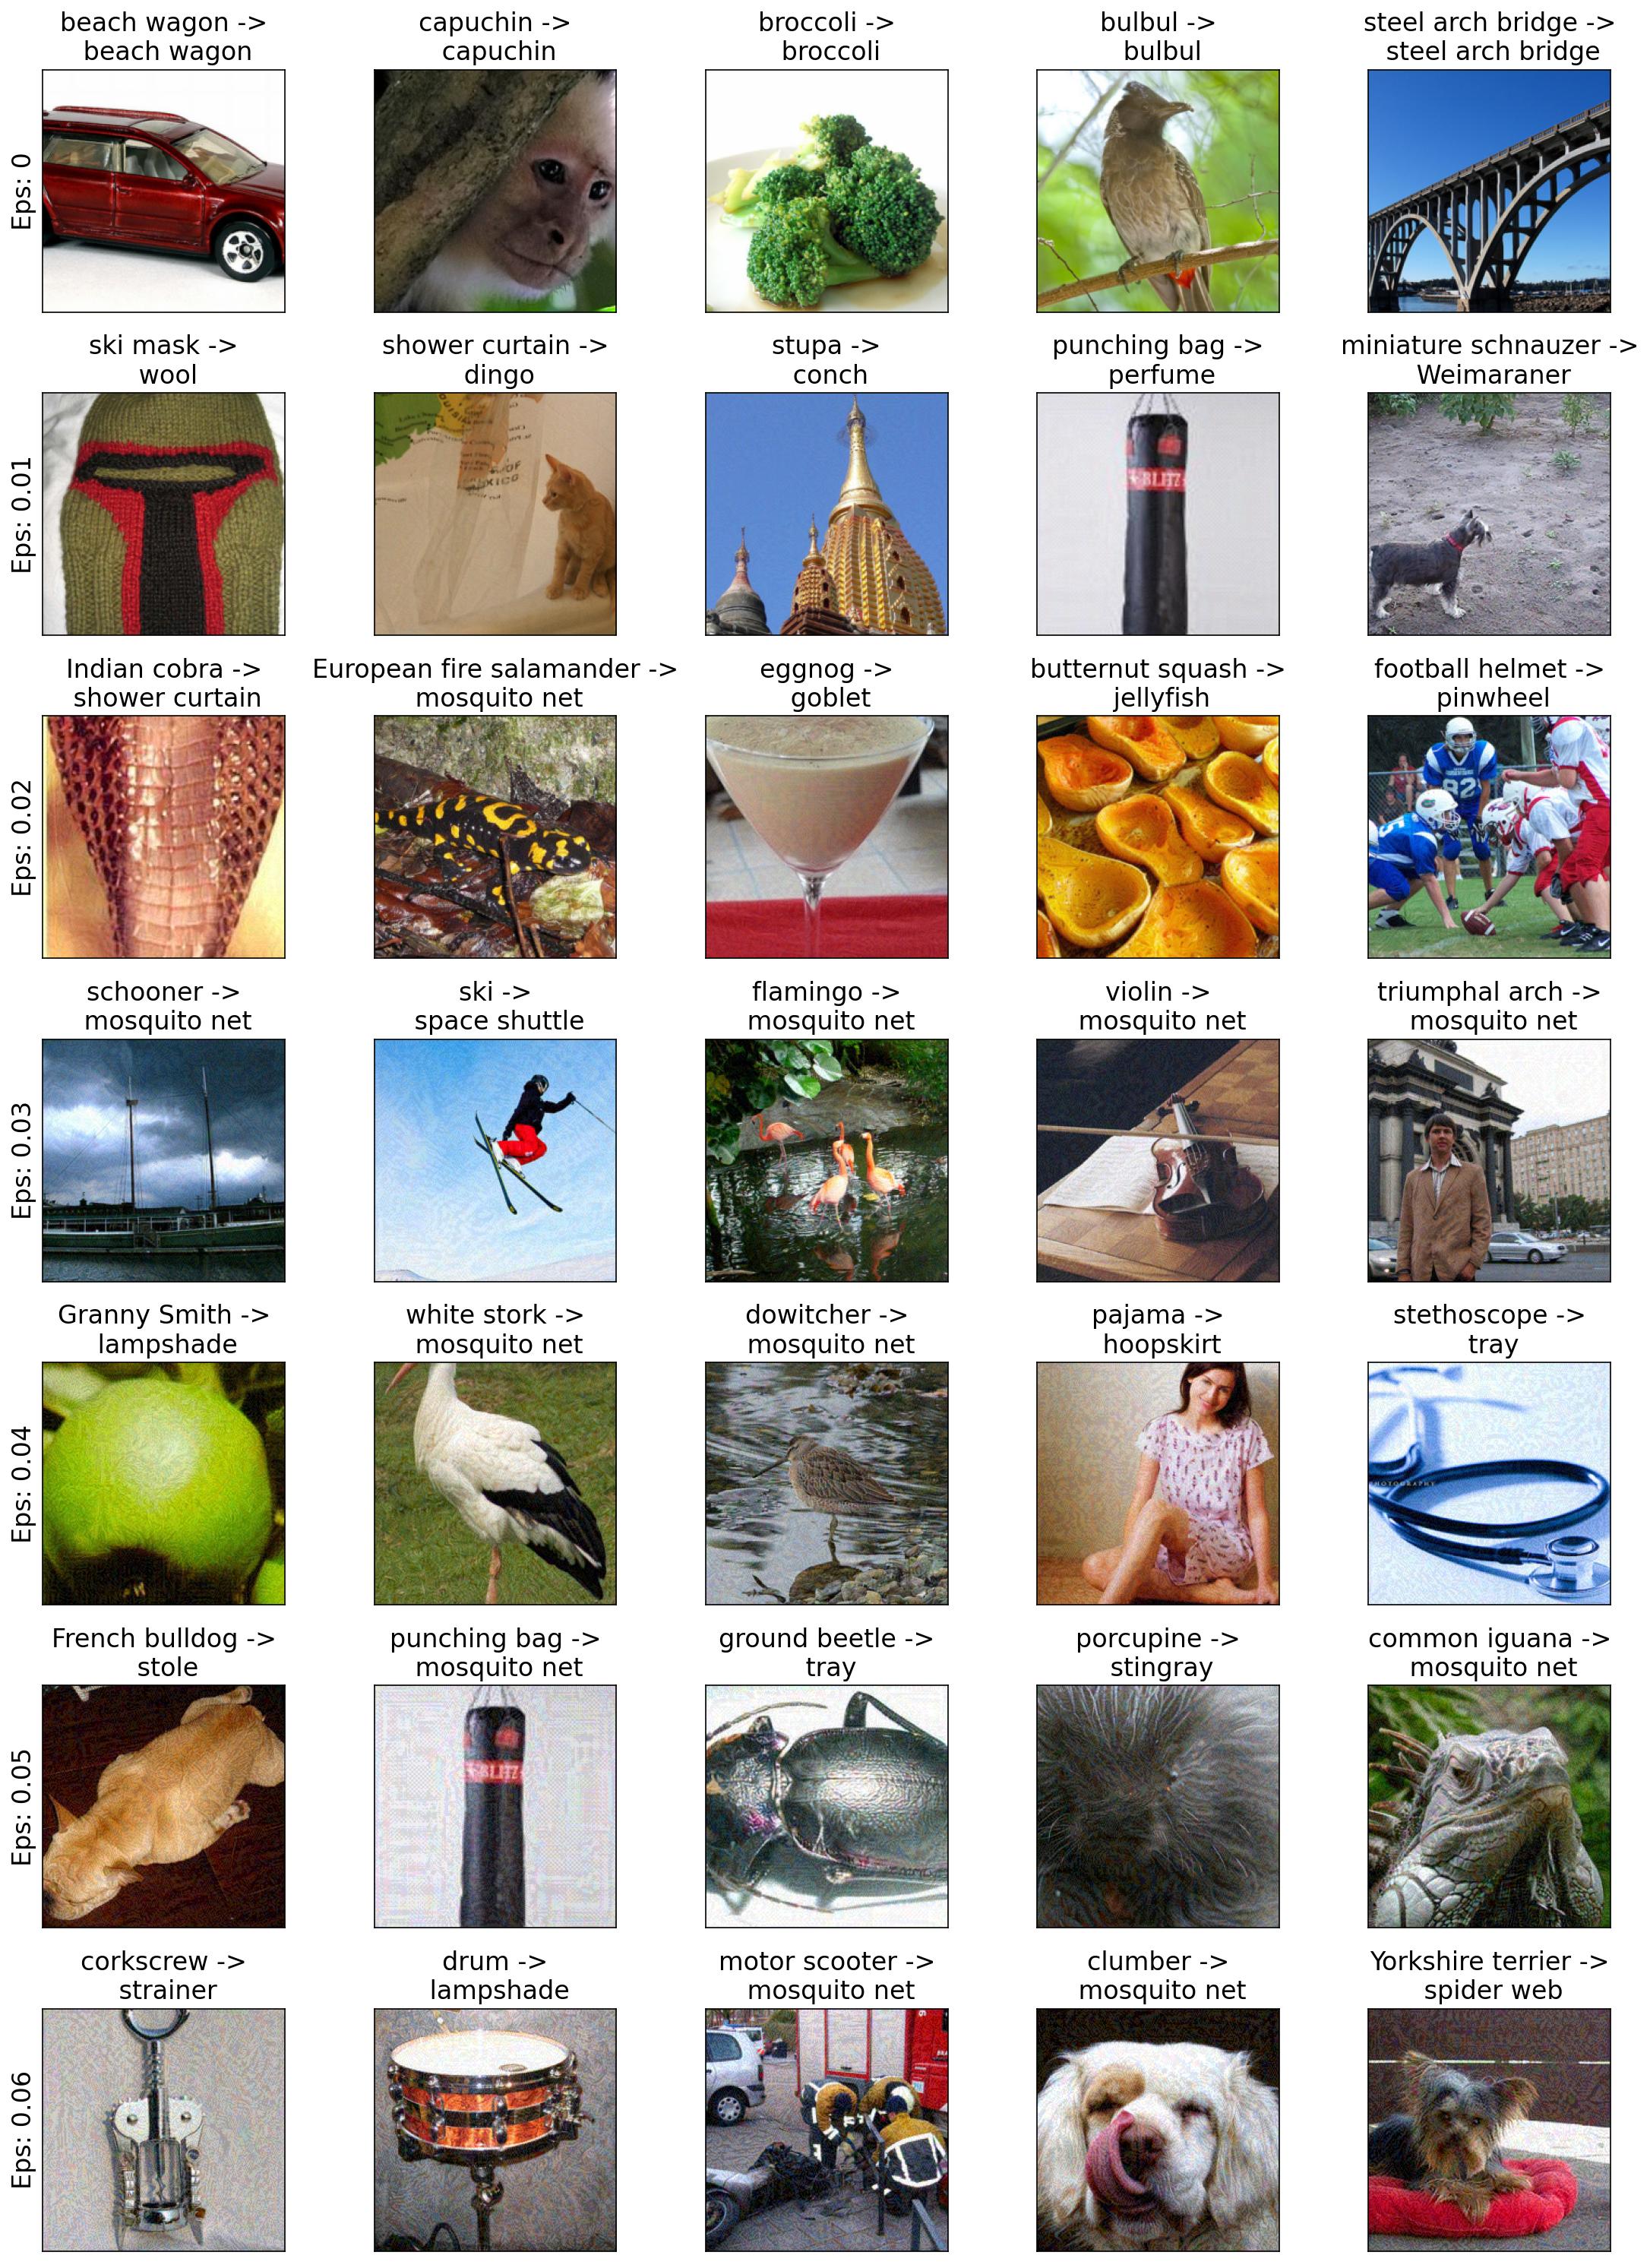 beach wagon ->
beach wagon
capuchin ->
capuchin
broccoli ->
broccoli
bulbul ->
bulbul
steel arch bridge ->
steel arch bridge
Eps: 0
ski mask ->
wool
shower curtain ->
dingo
stupa ->
conch
punching bag ->
perfume
miniature schnauzer ->
Weimaraner
Eps: 0.01
OF
BLITZ
Indian cobra ->
shower curtain
European fire salamander ->
mosquito net
eggnog ->
goblet
butternut squash ->
jellyfish
football helmet ->
pinwheel
Eps: 0.02
82
schooner ->
mosquito net
ski ->
space shuttle
flamingo ->
mosquito net
violin ->
mosquito net
triumphal arch ->
mosquito net
Eps: 0.03
Granny Smith ->
lampshade
white stork ->
mosquito net
dowitcher ->
mosquito net
pajama ->
hoopskirt
stethoscope ->
tray
Eps: 0.04
PHOTOGRAPHY
French bulldog ->
stole
punching bag ->
mosquito net
ground beetle ->
tray
porcupine ->
stingray
common iguana ->
mosquito net
Eps: 0.05
BLITZ
corkscrew ->
strainer
drum ->
lampshade
motor scooter ->
mosquito net
clumber ->
mosquito net
Yorkshire terrier ->
spider web
Eps: 0.06